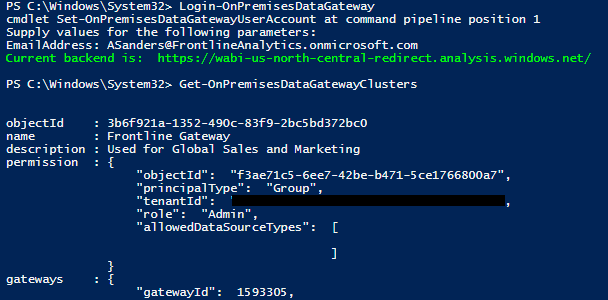 PS C:\Windows\System32> Login-OnPremisesDataGateway
cmdlet Set-OnPremisesDataGatewayUserAccount at command pipeline position 1
Supply values for the following parameters:
EmailAddress: ASanders@FrontlineAnalytics.onmicrosoft.com
Current backend is:  https://wabi-us-north-central-redirect.analysis.windows.net/
PS C:\Windows\System32> Get-OnPremisesDataGatewayClusters
objectId    : 3b6f921a-1352-490c-83f9-2bc5bd372bc0
name        : Frontline Gateway
description : Used for Global Sales and Marketing
permission  : {
"objectId":  "f3ae71c5-6ee7-42be-b471-5ce1766800a7",
"principalType":  "Group",
"tenantId":  ",
"role":  "Admin",
"allowedDataSourceTypes":  [
]
}
gateways    : {
"gatewayId":  1593305,